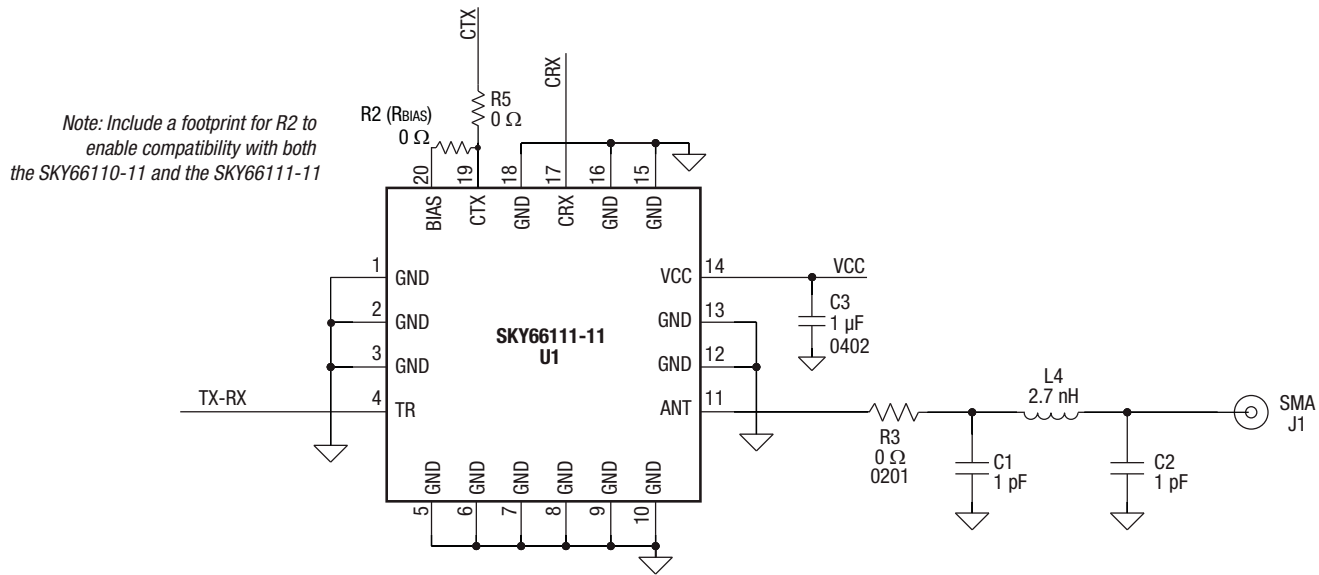 CTX
CRX
R5
0 Ω
R2 (RBIAS)
0 Ω
Note: Include a footprint for R2 to
enable compatibility with both
the SKY66110-11 and the SKY66111-11
20
19
18
17
16
15
BIAS
CTX
GND
CRX
GND
GND
1
GND
2
GND
3
GND
TX-RX
4
TR
SKY66111-11
U1
VCC
14
VCC
GND
13
GND
12
ANT
11
C3
1 µF
0402
R3
0 Ω
0201
L4
2.7 nH
C1
1 pF
C2
1 pF
SMA
J1
GND
GND
GND
GND
GND
GND
5
6
7
8
9
10